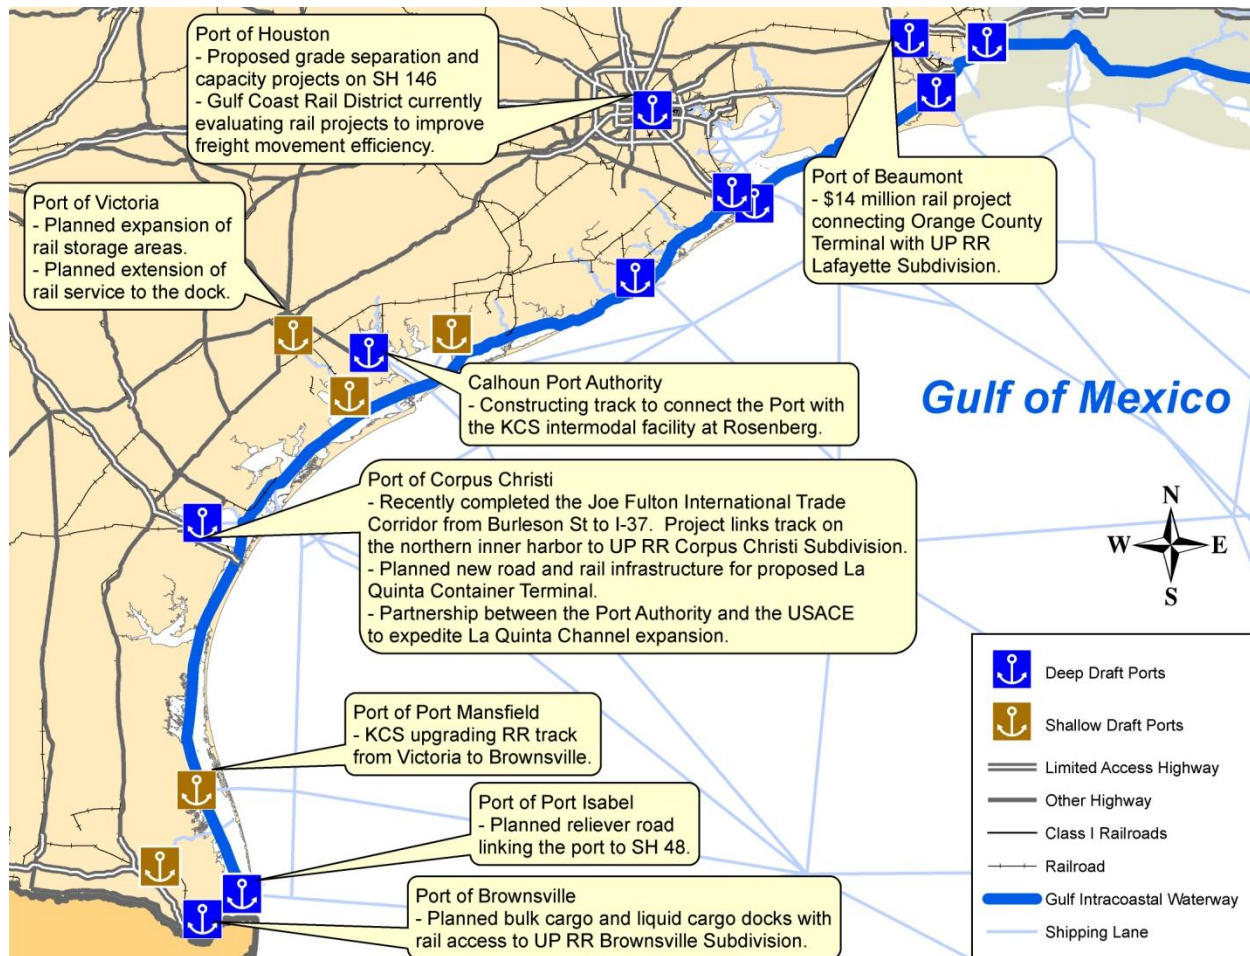 Port of Houston
- Proposed grade separation and
capacity projects on SH 146
- Gulf Coast Rail District currently
evaluating rail projects to improve
freight movement efficiency.
Port of Victoria
- Planned expansion of
rail storage areas.
- Planned extension of
rail service to the dock.
Port of Beaumont
- $14 million rail project
connecting Orange County
Terminal with UP RR
Lafayette Subdivision.
Calhoun Port Authority
- Constructing track to connect the Port with
the KCS intermodal facility at Rosenberg.
Gulf of Mexico
Port of Corpus Christi
- Recently completed the Joe Fulton International Trade
Corridor from Burleson St to I-37.  Project links track on
the northern inner harbor to UP RR Corpus Christi Subdivision.
- Planned new road and rail infrastructure for proposed La
Quinta Container Terminal.
- Partnership between the Port Authority and the USACE
to expedite La Quinta Channel expansion.
N
W E
S
Port of Port Mansfield
- KCS upgrading RR track
from Victoria to Brownsville.
Port of Port Isabel
- Planned reliever road
linking the port to SH 48.
Port of Brownsville
- Planned bulk cargo and liquid cargo docks with
rail access to UP RR Brownsville Subdivision.
Deep Draft Ports
Shallow Draft Ports
Limited Access Highway
Other Highway
Class I Railroads
Railroad
Gulf Intracoastal Waterway
Shipping Lane